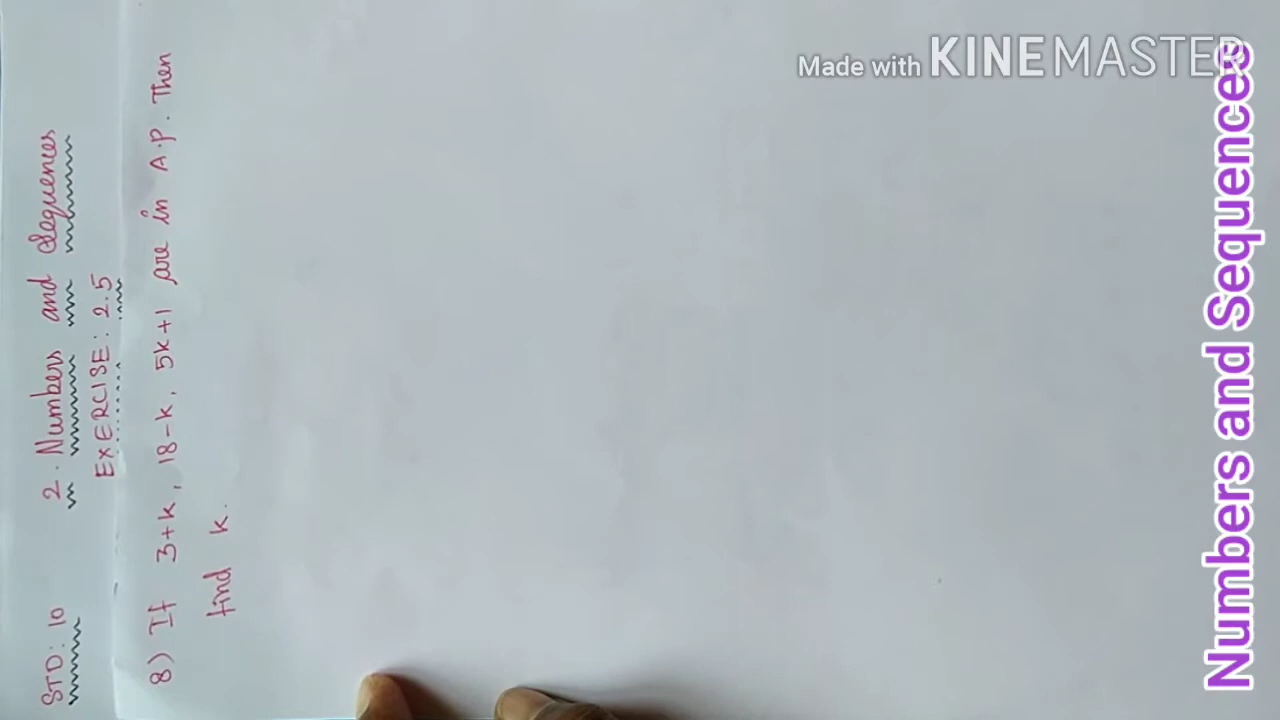 STD: 10 2. Numbers and Sequences
EXERCISE: 2.5
8) If 3+k, 18-k, 5k+1 are in A.P. Then
find k.
Made with KINEMASTER
Numbers and Sequences